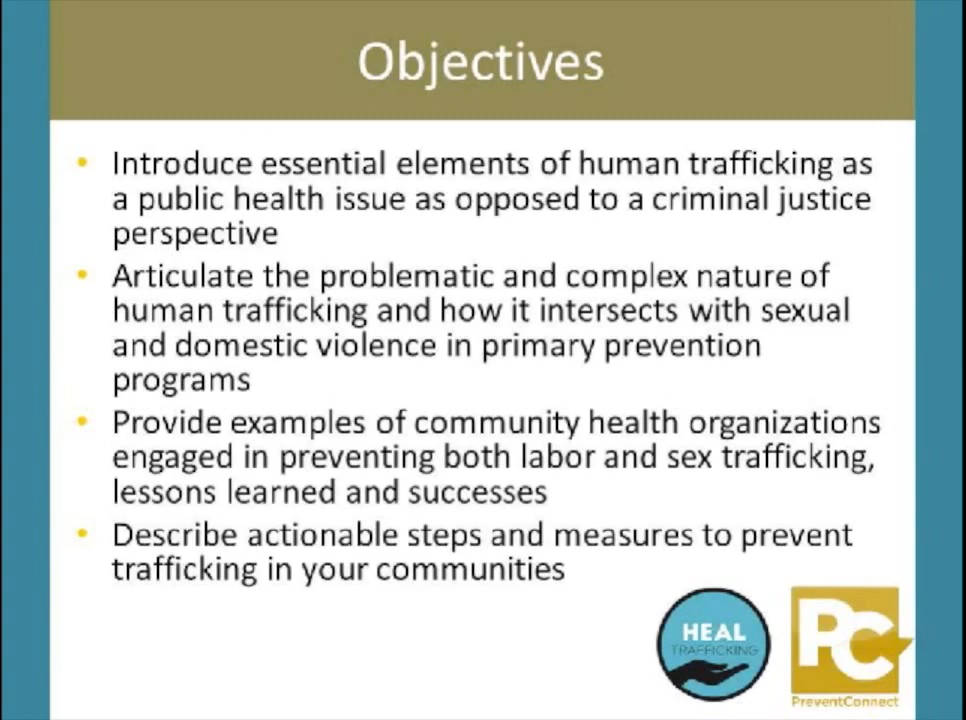 Objectives
• Introduce essential elements of human trafficking as
a public health issue as opposed to a criminal justice
perspective
• Articulate the problematic and complex nature of
human trafficking and how it intersects with sexual
and domestic violence in primary prevention
programs
• Provide examples of community health organizations
engaged in preventing both labor and sex trafficking,
lessons learned and successes
• Describe actionable steps and measures to prevent
trafficking in your communities
HEAL
TRAFFICKING
PC
PreventConnect